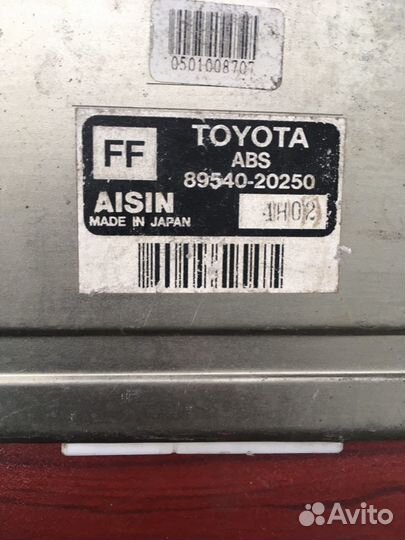 0501008707
FF
TOYOTA
ABS
89540-20250
AISIN
MADE IN JAPAN
1H02
Avito